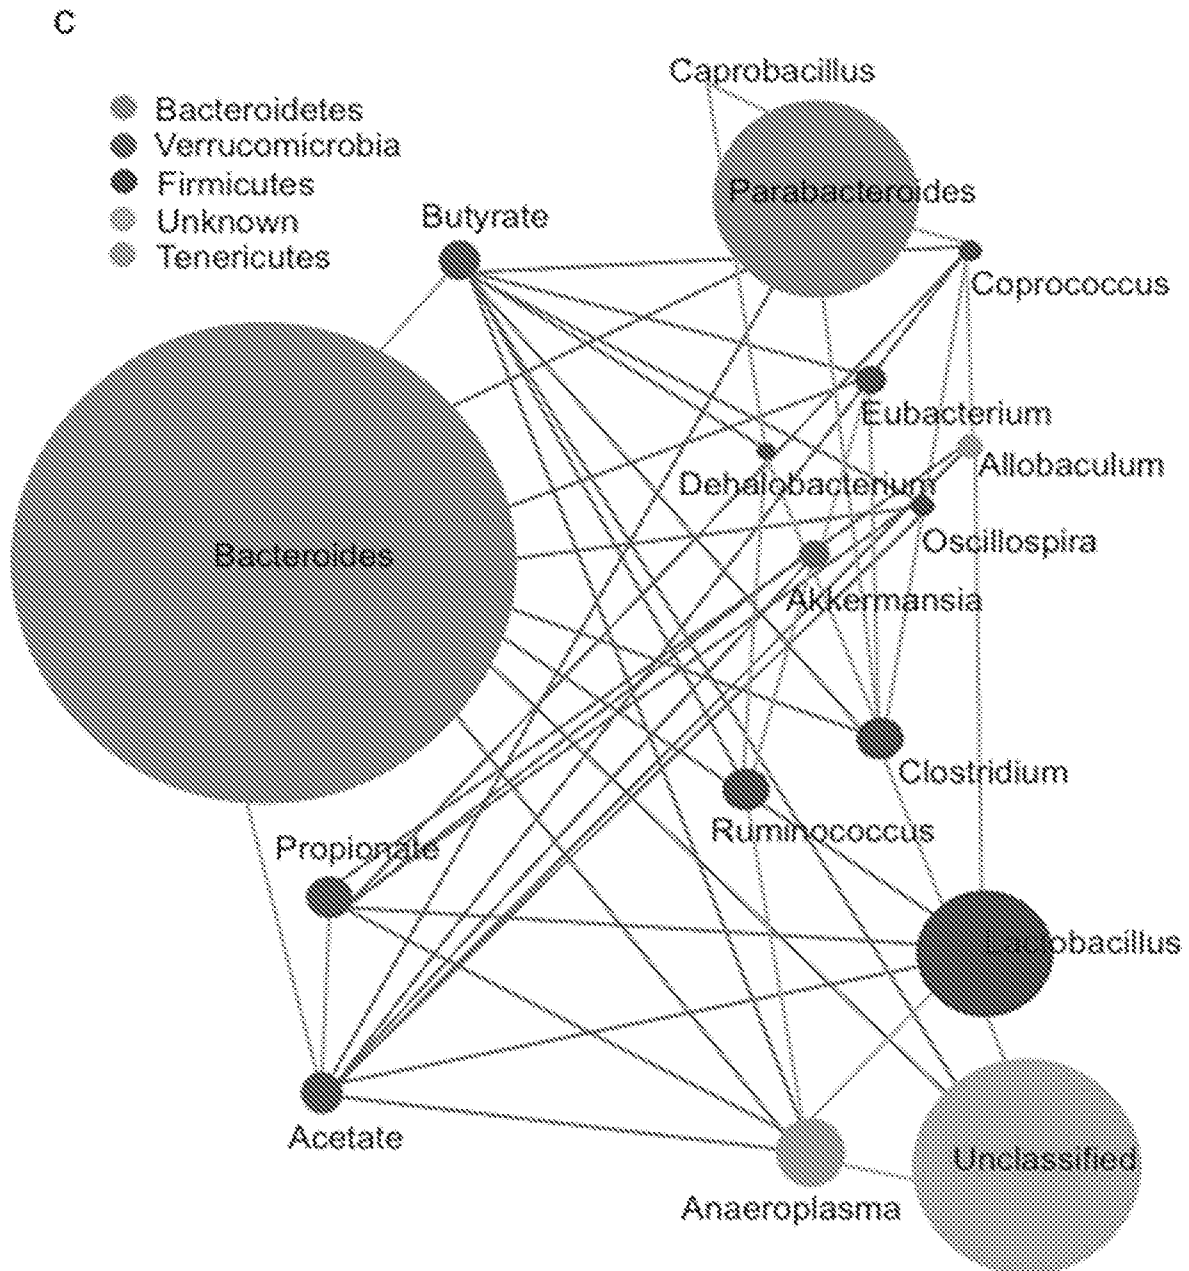 C
Bacteroidetes
Verrucomicrobia
Firmicutes
Unknown
Tenericutes
Caprobacillus
Parabacteroides
Butyrate
Coprococcus
Eubacterium
Allobaculum
Dehalobacterium
Oscillospira
Bacteroides
Akkermansia
Clostridium
Ruminococcus
Propionate
Lactobacillus
Acetate
Unclassified
Anaeroplasma